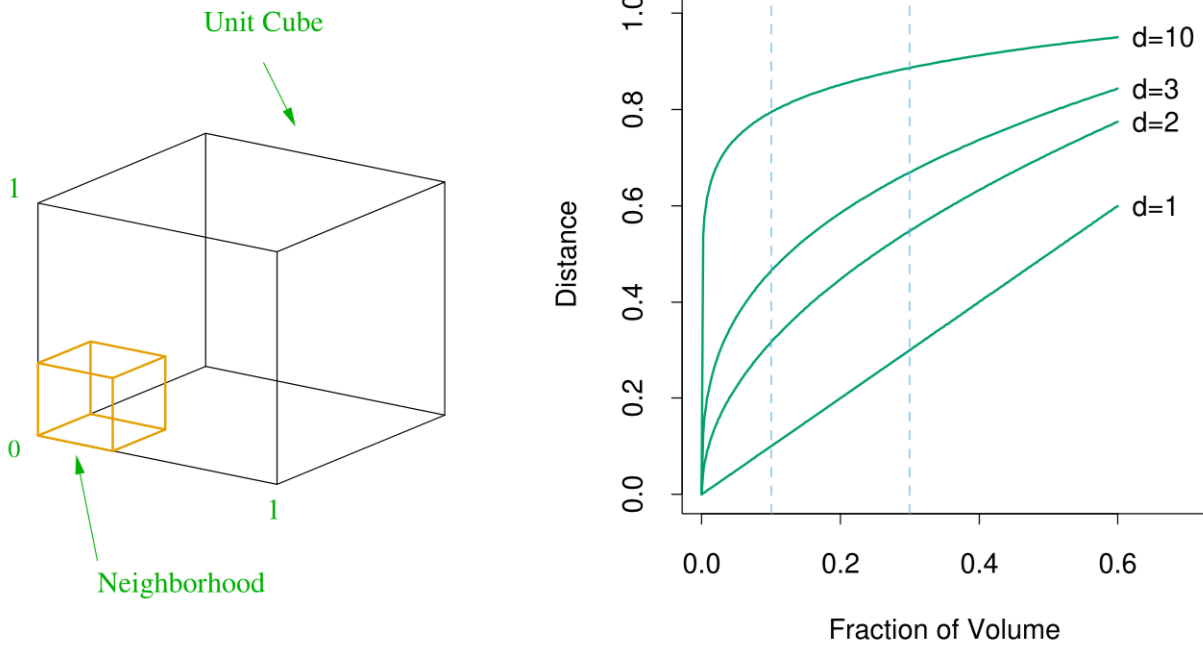 Unit Cube
1
0
1
Neighborhood
1.0
0.8
0.6
0.4
0.2
0.0
Distance
d=10
d=3
d=2
d=1
0.0 0.2 0.4 0.6
Fraction of Volume